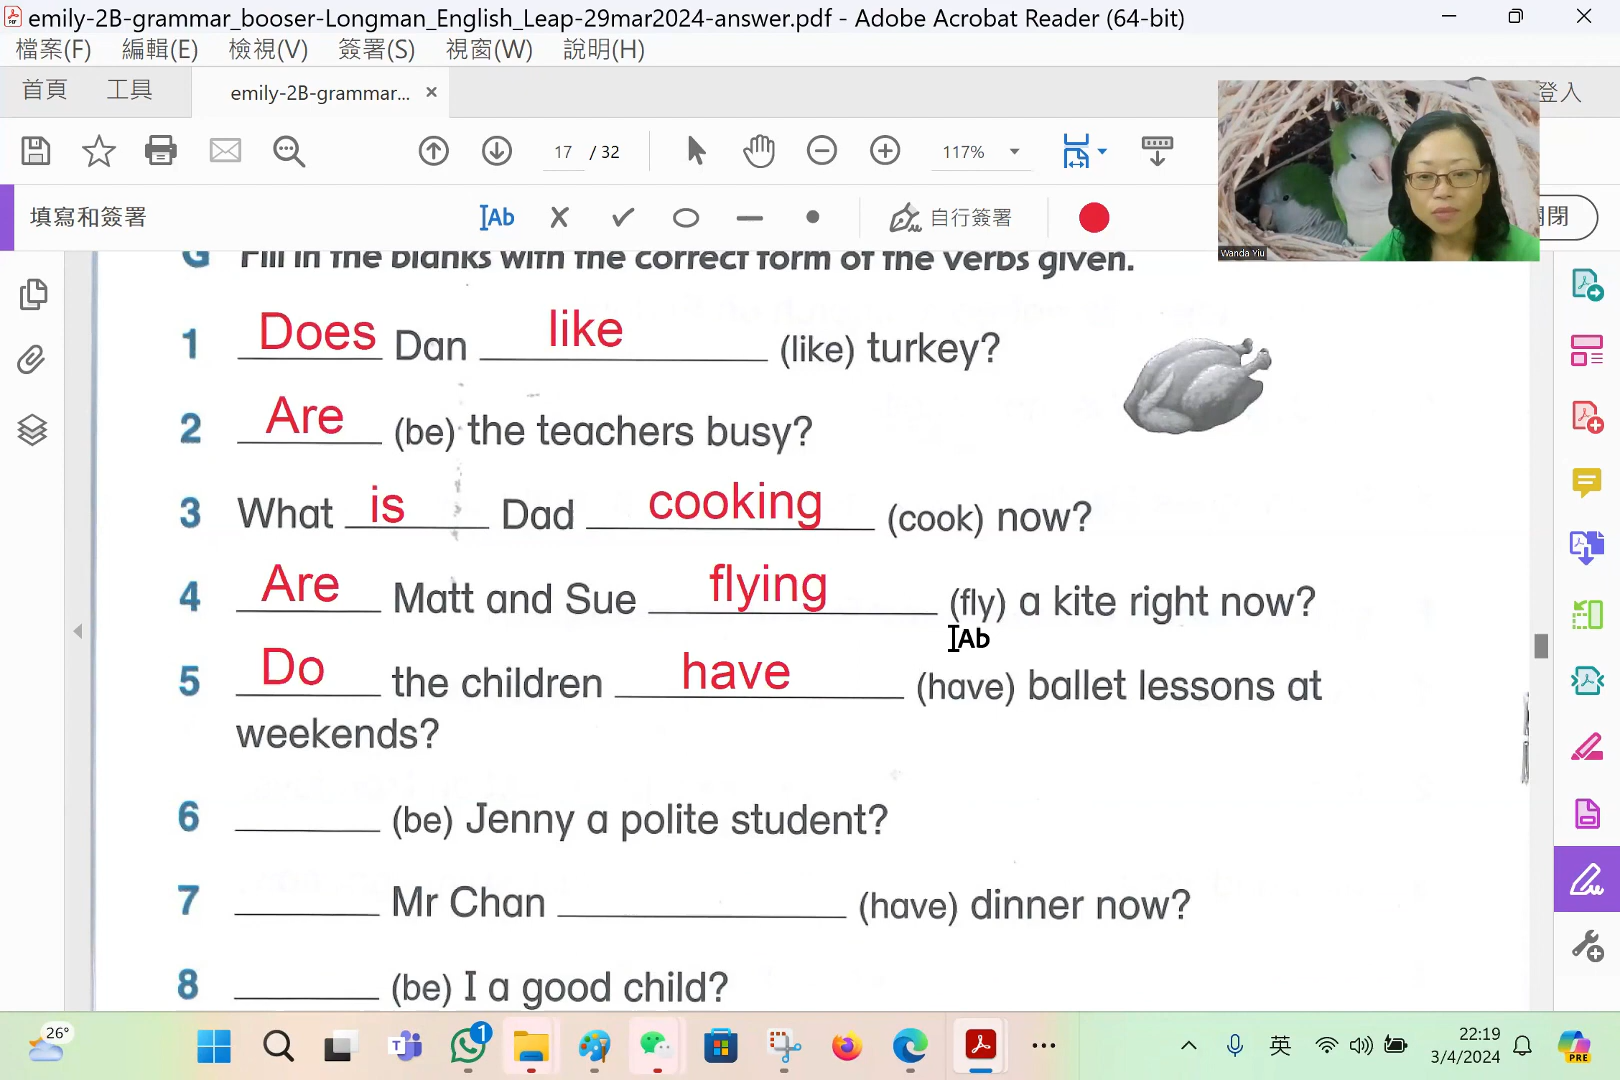 emily-2B-grammar_booser-Longman_English_Leap-29mar2024-answer.pdf - Adobe Acrobat Reader (64-bit)
檔案(F) 編輯(E) 檢視(V) 簽署(S) 視窗(W) 說明(H)
首頁 工具 emily-2B-grammar... × 登入
17 / 32 117%
填寫和簽署 Ab 自行簽署 閉
Wanda Yiu
G Fill in the blanks with the correct form of the verbs given.
1 Does Dan like (like) turkey?
2 Are (be) the teachers busy?
3 What is Dad cooking (cook) now?
4 Are Matt and Sue flying (fly) a kite right now?
Ab
5 Do the children have (have) ballet lessons at
weekends?
6 (be) Jenny a polite student?
7 Mr Chan (have) dinner now?
8 (be) I a good child?
26° 1 英 22:19
3/4/2024 PRE